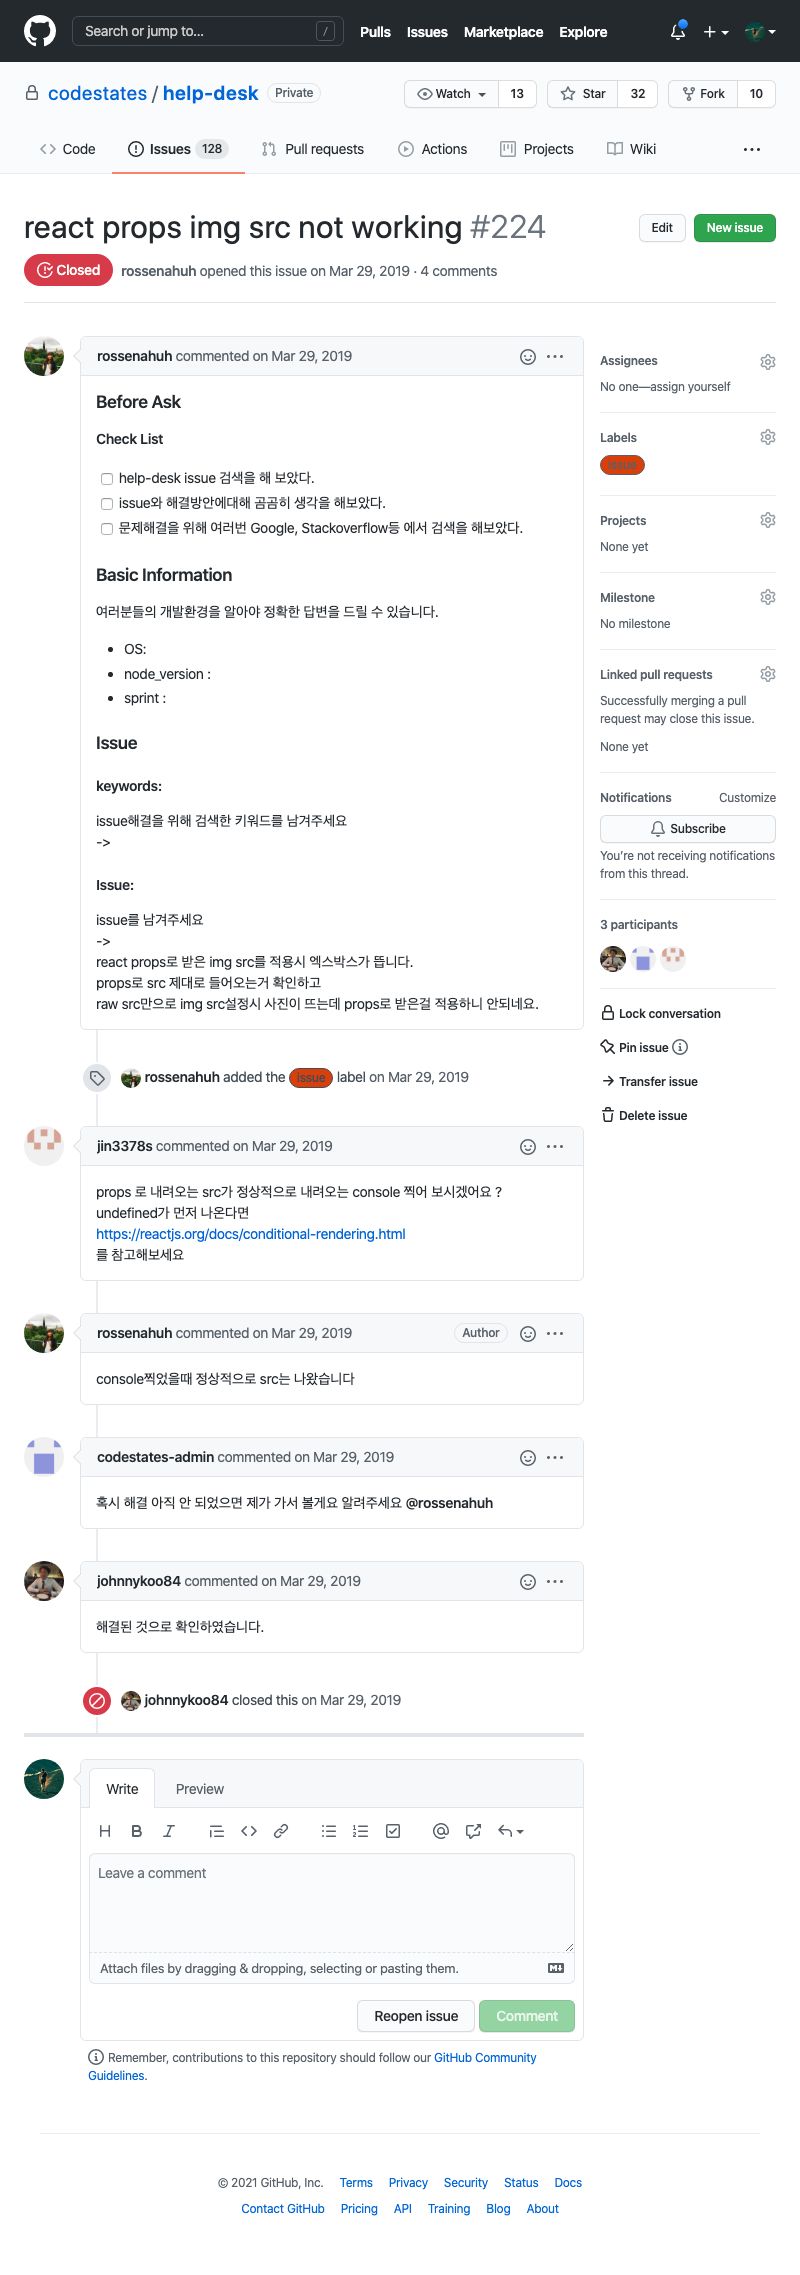 Search or jump to...
/
Pulls
Issues
Marketplace
Explore
codestates / help-desk
Private
Watch
13
Star
32
Fork
10
Code
Issues 128
Pull requests
Actions
Projects
Wiki
react props img src not working #224
Edit
New issue
Closed
rossenahuh opened this issue on Mar 29, 2019 · 4 comments
rossenahuh commented on Mar 29, 2019
Before Ask
Check List
help-desk issue 검색을 해 보았다.
issue와 해결방안에대해 곰곰히 생각을 해보았다.
문제해결을 위해 여러번 Google, Stackoverflow등 에서 검색을 해보았다.
Basic Information
여러분들의 개발환경을 알아야 정확한 답변을 드릴 수 있습니다.
OS:
node_version :
sprint :
Issue
keywords:
issue해결을 위해 검색한 키워드를 남겨주세요
->
Issue:
issue를 남겨주세요
->
react props로 받은 img src를 적용시 엑스박스가 뜹니다.
props로 src 제대로 들어오는거 확인하고
raw src만으로 img src설정시 사진이 뜨는데 props로 받은걸 적용하니 안되네요.
rossenahuh added the issue label on Mar 29, 2019
jin3378s commented on Mar 29, 2019
props 로 내려오는 src가 정상적으로 내려오는 console 찍어 보시겠어요 ?
undefined가 먼저 나온다면
https://reactjs.org/docs/conditional-rendering.html
를 참고해보세요
rossenahuh commented on Mar 29, 2019
Author
console찍었을때 정상적으로 src는 나왔습니다
codestates-admin commented on Mar 29, 2019
혹시 해결 아직 안 되었으면 제가 가서 볼게요 알려주세요 @rossenahuh
johnnykoo84 commented on Mar 29, 2019
해결된 것으로 확인하였습니다.
johnnykoo84 closed this on Mar 29, 2019
Write
Preview
Leave a comment
Attach files by dragging & dropping, selecting or pasting them.
Reopen issue
Comment
Remember, contributions to this repository should follow our GitHub Community
Guidelines.
Assignees
No one—assign yourself
Labels
issue
Projects
None yet
Milestone
No milestone
Linked pull requests
Successfully merging a pull
request may close this issue.
None yet
Notifications
Customize
Subscribe
You're not receiving notifications
from this thread.
3 participants
Lock conversation
Pin issue
Transfer issue
Delete issue
© 2021 GitHub, Inc.
Terms
Privacy
Security
Status
Docs
Contact GitHub
Pricing
API
Training
Blog
About